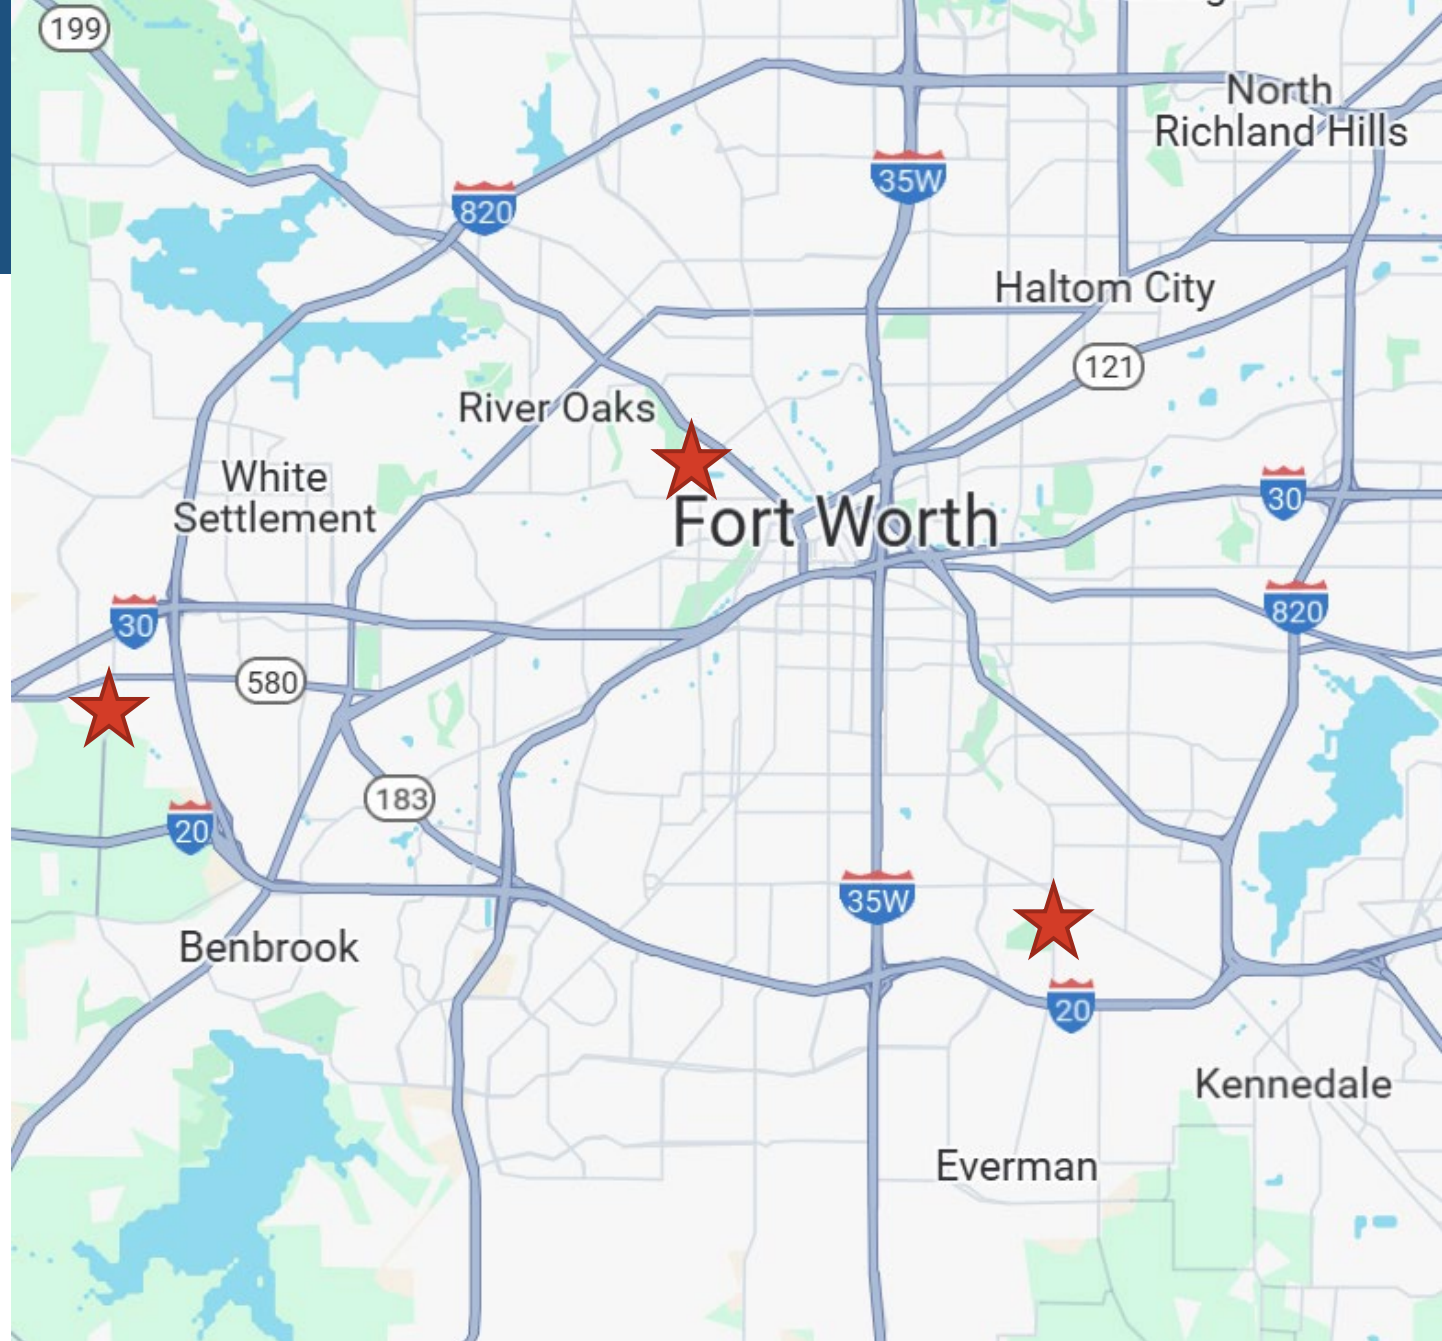 199
North
Richland Hills
35W
820
Haltom City
121
River Oaks
White
Settlement
30
Fort Worth
30
820
580
183
20
35W
Benbrook
20
Kennedale
Everman